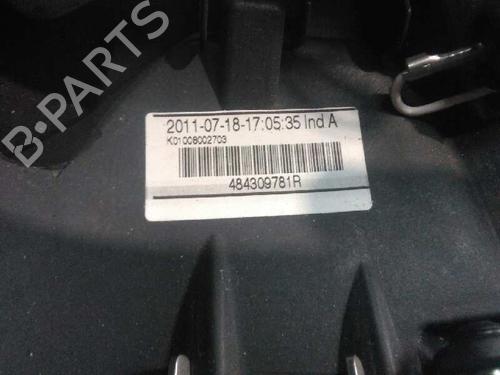 B-PARTS
2011-07-18-17:05:35 Ind A
K01008002703
484309781R